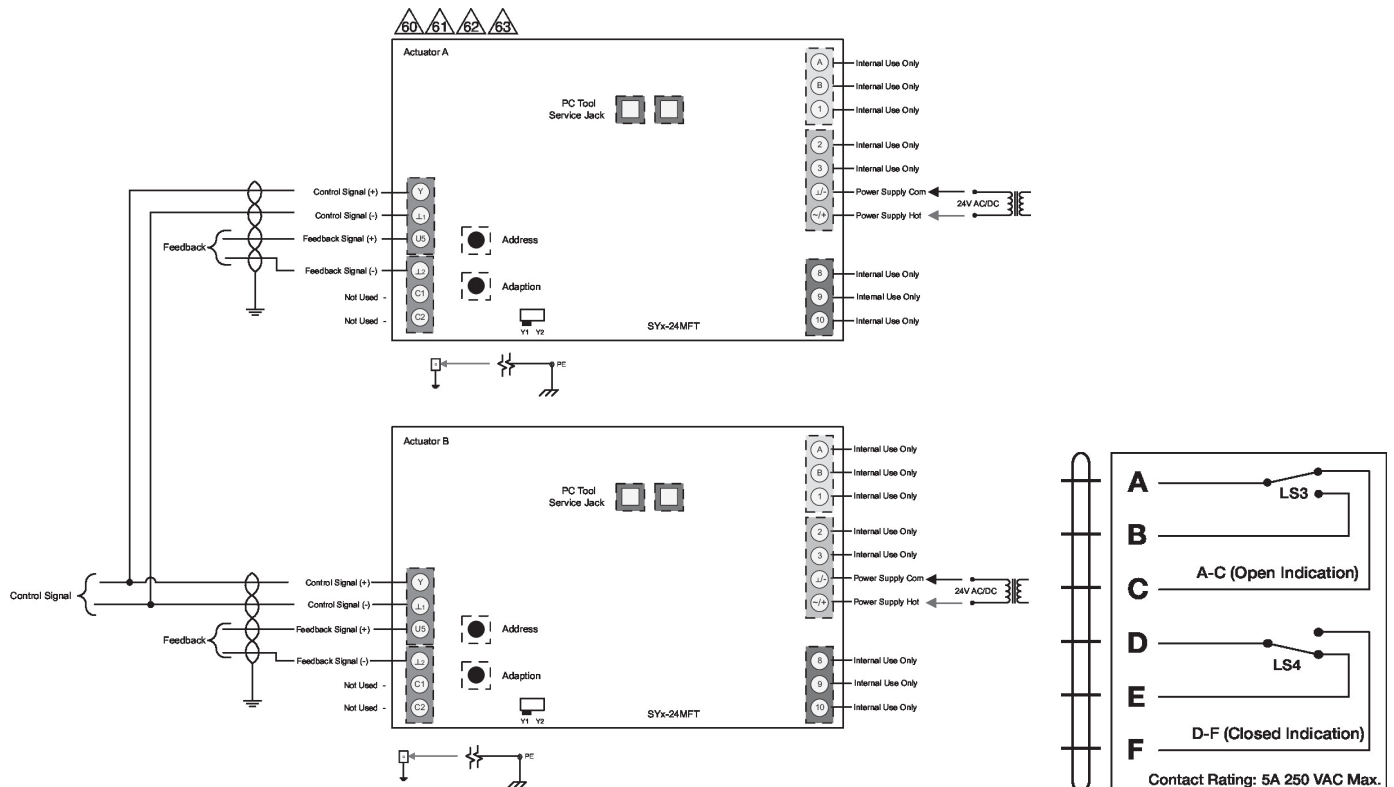 60 61 62 63
Actuator A
PC Tool
Service Jack
A Internal Use Only
B Internal Use Only
1 Internal Use Only
2 Internal Use Only
3 Internal Use Only
⊥/- Power Supply Com
~/+ Power Supply Hot
24V AC/DC
8 Internal Use Only
9 Internal Use Only
10 Internal Use Only
Control Signal (+) Y
Control Signal (-) ⊥1
Feedback Signal (+) U5
Feedback
Feedback Signal (-) ⊥2
Not Used - C1
Not Used - C2
Address
Adaption
Y1 Y2
SYx-24MFT
PE
Actuator B
PC Tool
Service Jack
A Internal Use Only
B Internal Use Only
1 Internal Use Only
2 Internal Use Only
3 Internal Use Only
⊥/- Power Supply Com
~/+ Power Supply Hot
24V AC/DC
8 Internal Use Only
9 Internal Use Only
10 Internal Use Only
Control Signal
Control Signal (+) Y
Control Signal (-) ⊥1
Feedback Signal (+) U5
Feedback
Feedback Signal (-) ⊥2
Not Used - C1
Not Used - C2
Address
Adaption
Y1 Y2
SYx-24MFT
PE
A
LS3
B
A-C (Open Indication)
C
D
LS4
E
D-F (Closed Indication)
F
Contact Rating: 5A 250 VAC Max.